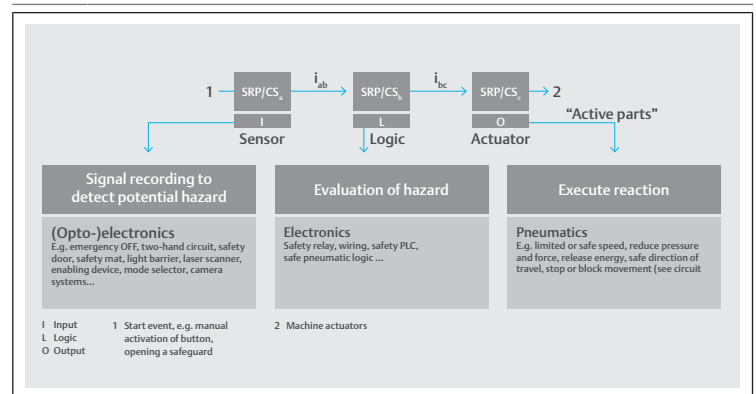 1 SRP/CSa iab SRP/CSb ibc SRP/CSc 2
"Active parts"
I L O
Sensor Logic Actuator
Signal recording to
detect potential hazard
(Opto-)electronics
E.g. emergency OFF, two-hand circuit, safety
door, safety mat, light barrier, laser scanner,
enabling device, mode selector, camera
systems...
Evaluation of hazard
Electronics
Safety relay, wiring, safety PLC,
safe pneumatic logic ...
Execute reaction
Pneumatics
E.g. limited or safe speed, reduce pressure
and force, release energy, safe direction of
travel, stop or block movement (see circuit
I Input
L Logic
O Output
1 Start event, e.g. manual
activation of button,
opening a safeguard
2 Machine actuators